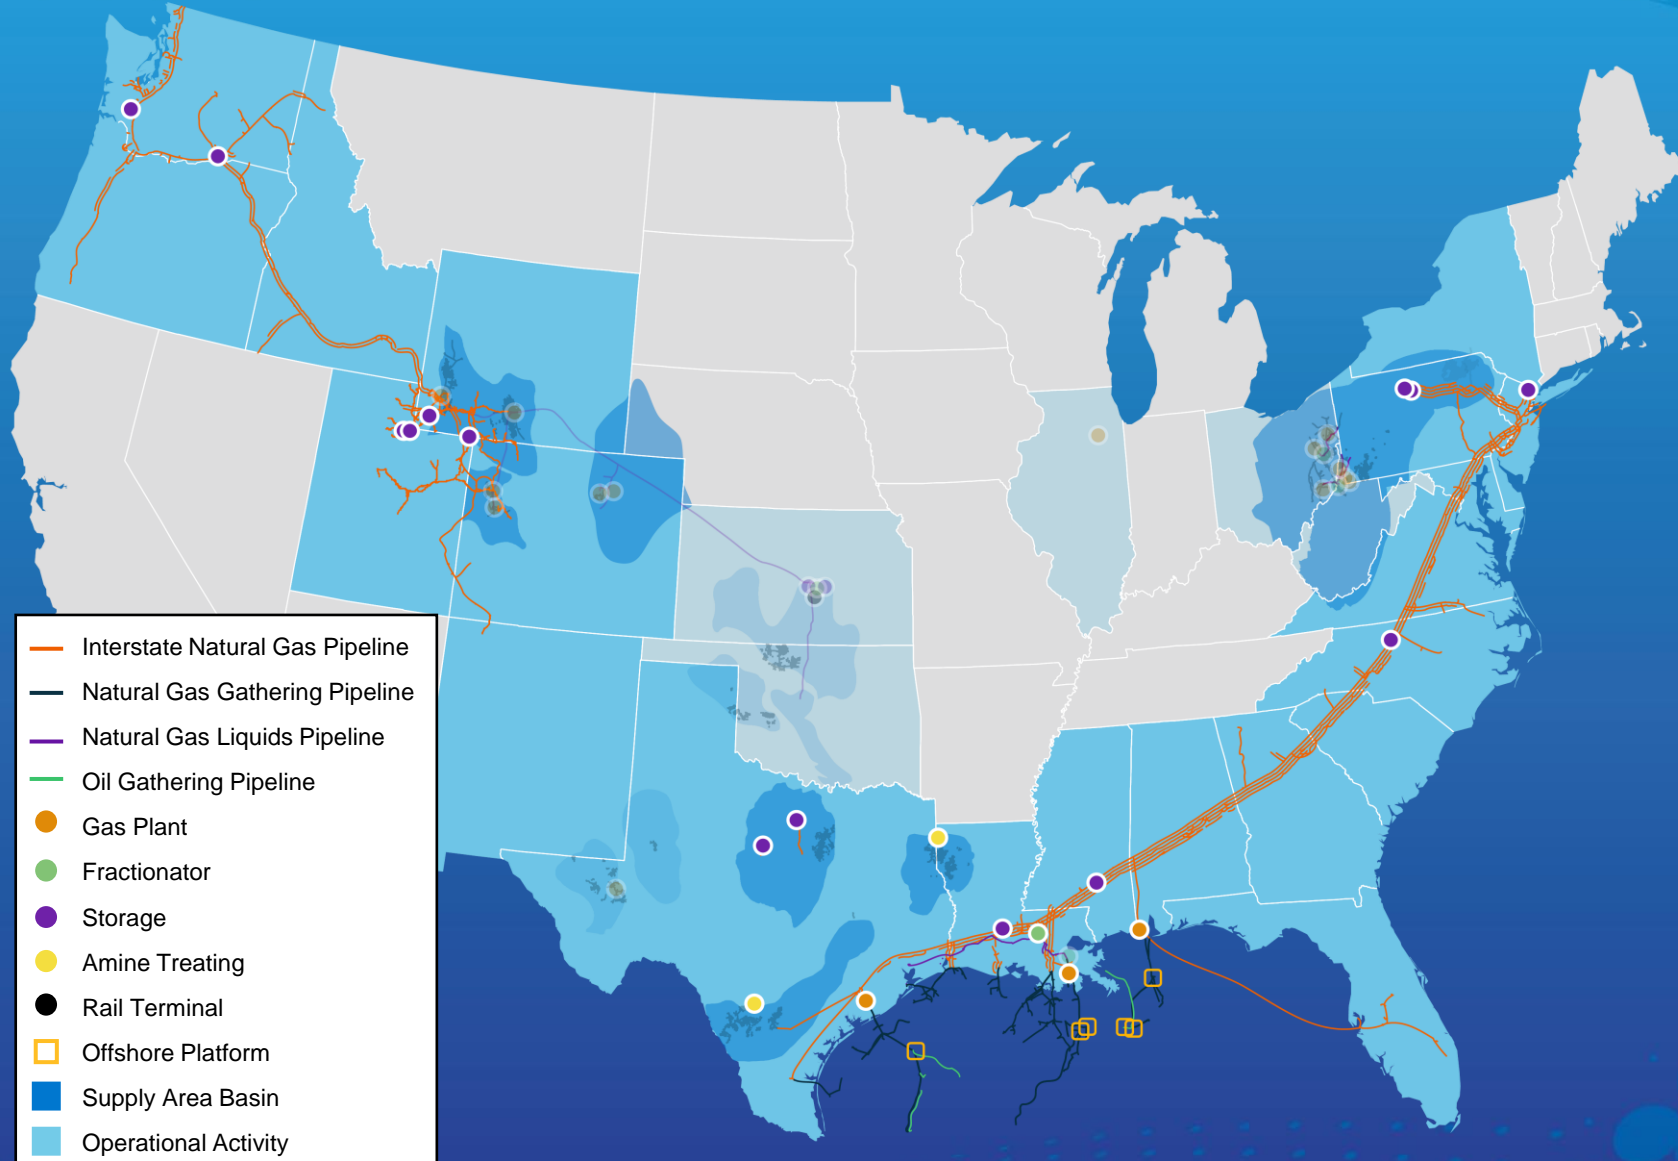 Interstate Natural Gas Pipeline
Natural Gas Gathering Pipeline
Natural Gas Liquids Pipeline
Oil Gathering Pipeline
Gas Plant
Fractionator
Storage
Amine Treating
Rail Terminal
Offshore Platform
Supply Area Basin
Operational Activity